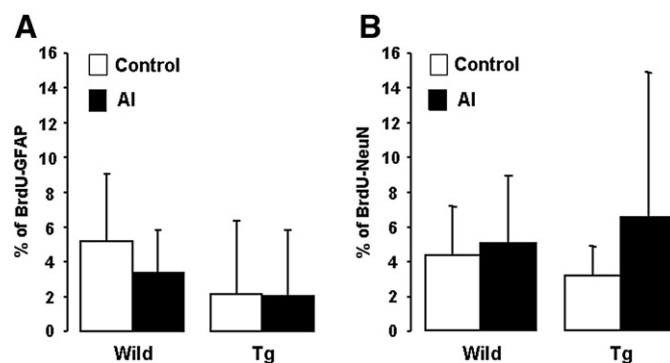 A
% of BrdU-GFAP
16
14
12
10
8
6
4
2
0
Control
Al
Wild
Tg
B
% of BrdU-NeuN
16
14
12
10
8
6
4
2
0
Control
Al
Wild
Tg